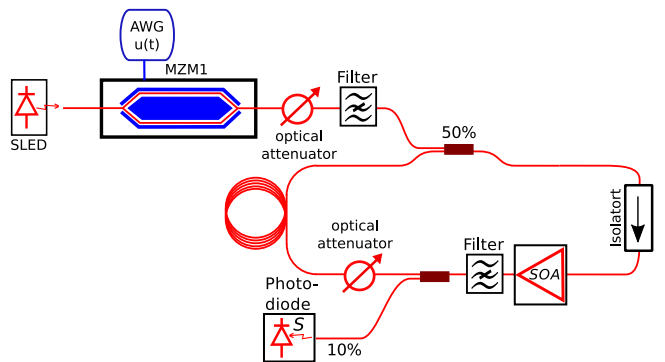 AWG
u(t)
MZM1
SLED
optical
attenuator
Filter
50%
Isolatort
optical
attenuator
Filter
SOA
Photo-
diode
S
10%